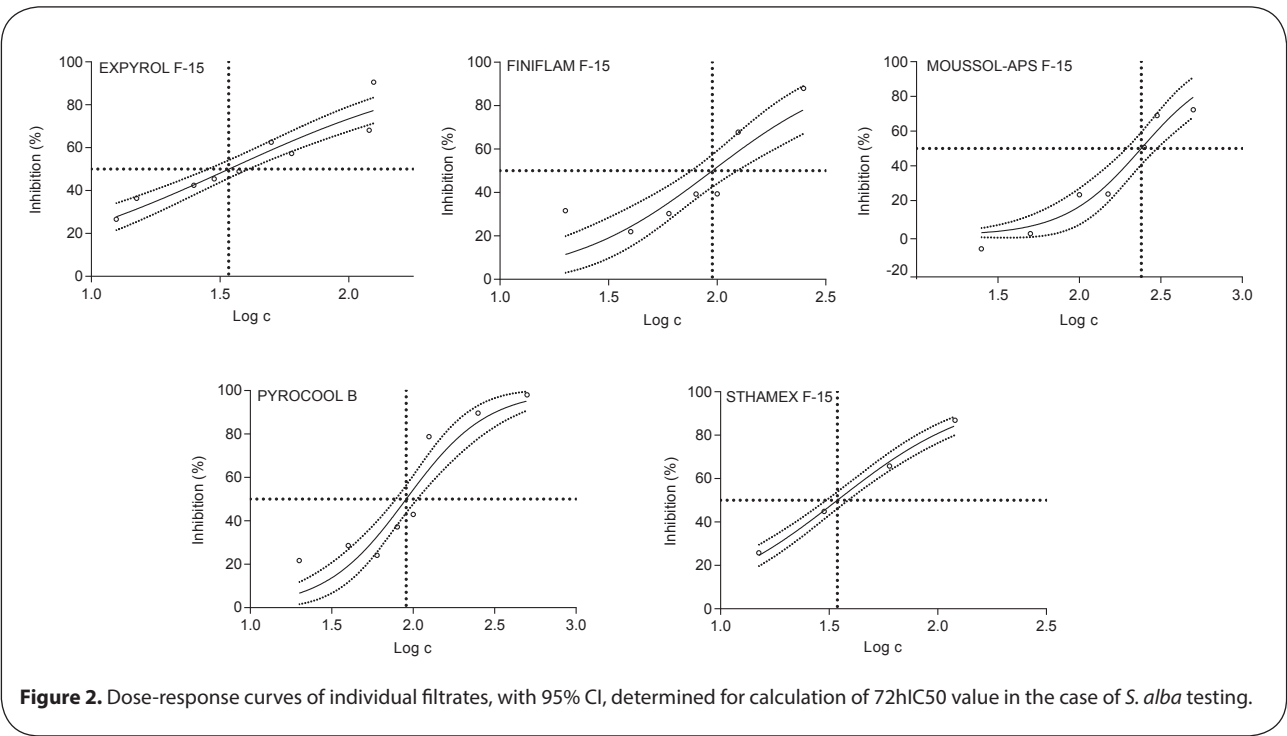 EXPYROL F-15
100
80
60
40
20
0
Inhibition (%)
1.0 1.5 2.0
Log c
FINIFLAM F-15
100
80
60
40
20
0
Inhibition (%)
1.0 1.5 2.0 2.5
Log c
MOUSSOL-APS F-15
100
80
60
40
20
0
-20
Inhibition (%)
1.5 2.0 2.5 3.0
Log c
PYROCOOL B
100
80
60
40
20
0
Inhibition (%)
1.0 1.5 2.0 2.5 3.0
Log c
STHAMEX F-15
100
80
60
40
20
0
Inhibition (%)
1.0 1.5 2.0 2.5
Log c
Figure 2. Dose-response curves of individual filtrates, with 95% CI, determined for calculation of 72hIC50 value in the case of S. alba testing.